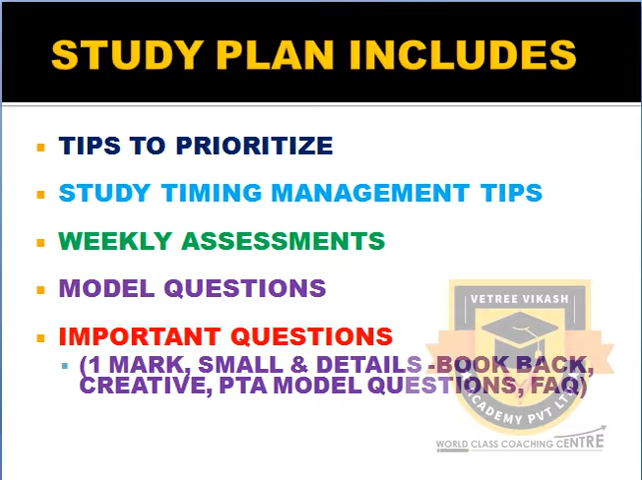 STUDY PLAN INCLUDES
TIPS TO PRIORITIZE
STUDY TIMING MANAGEMENT TIPS
WEEKLY ASSESSMENTS
MODEL QUESTIONS
IMPORTANT QUESTIONS
(1 MARK, SMALL & DETAILS -BOOK BACK,
CREATIVE, PTA MODEL QUESTIONS, FAQ)
VETREE VIKASH
ACADEMY PVT LTD
WORLD CLASS COACHING CENTRE